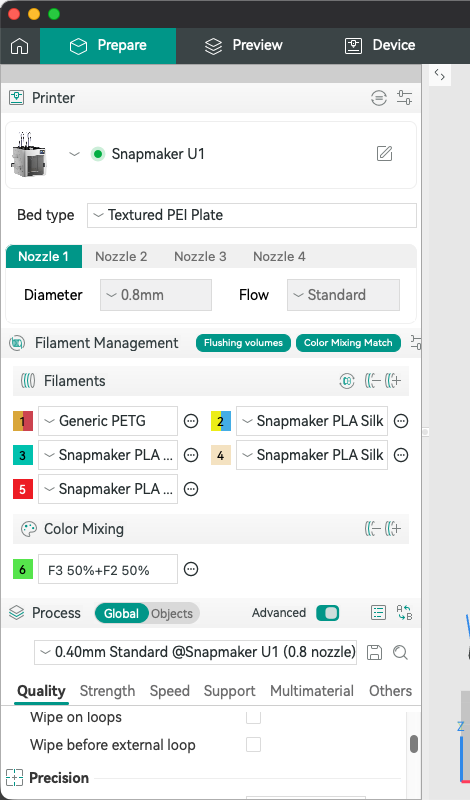 Prepare Preview Device
Printer
Snapmaker U1
Bed type Textured PEI Plate
Nozzle 1 Nozzle 2 Nozzle 3 Nozzle 4
Diameter 0.8mm Flow Standard
Filament Management Flushing volumes Color Mixing Match
Filaments
1 Generic PETG 2 Snapmaker PLA Silk
3 Snapmaker PLA ... 4 Snapmaker PLA Silk
5 Snapmaker PLA ...
Color Mixing
6 F3 50%+F2 50%
Process Global Objects Advanced
0.40mm Standard @Snapmaker U1 (0.8 nozzle)
Quality Strength Speed Support Multimaterial Others
Wipe on loops
Wipe before external loop
Z
Precision